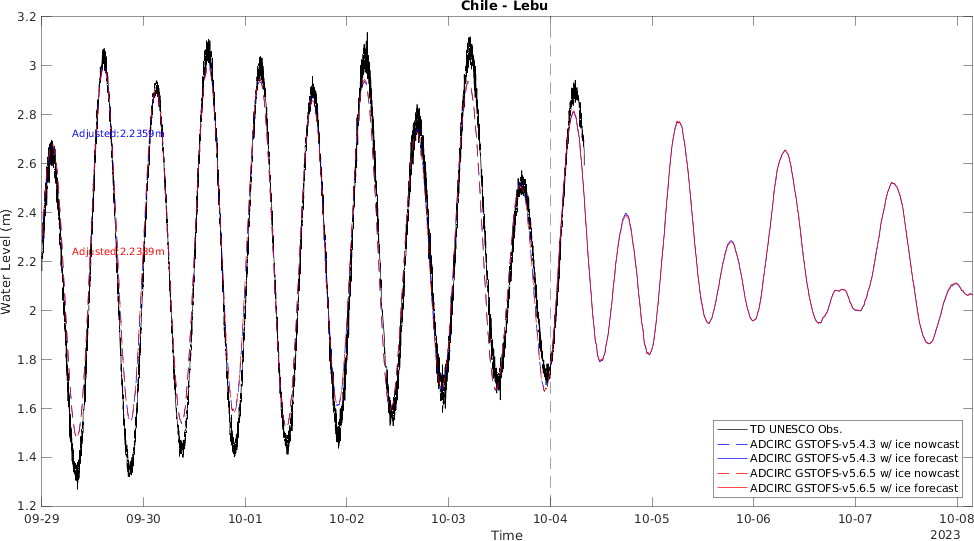 Chile - Lebu
3.2
3
2.8
2.6
2.4
2.2
2
1.8
1.6
1.4
1.2
Water Level (m)
Adjusted:2.2359m
Adjusted:2.2339m
TD UNESCO Obs.
ADCIRC GSTOFS-v5.4.3 w/ ice nowcast
ADCIRC GSTOFS-v5.4.3 w/ ice forecast
ADCIRC GSTOFS-v5.6.5 w/ ice nowcast
ADCIRC GSTOFS-v5.6.5 w/ ice forecast
09-29 09-30 10-01 10-02 10-03 10-04 10-05 10-06 10-07 10-08
Time
2023